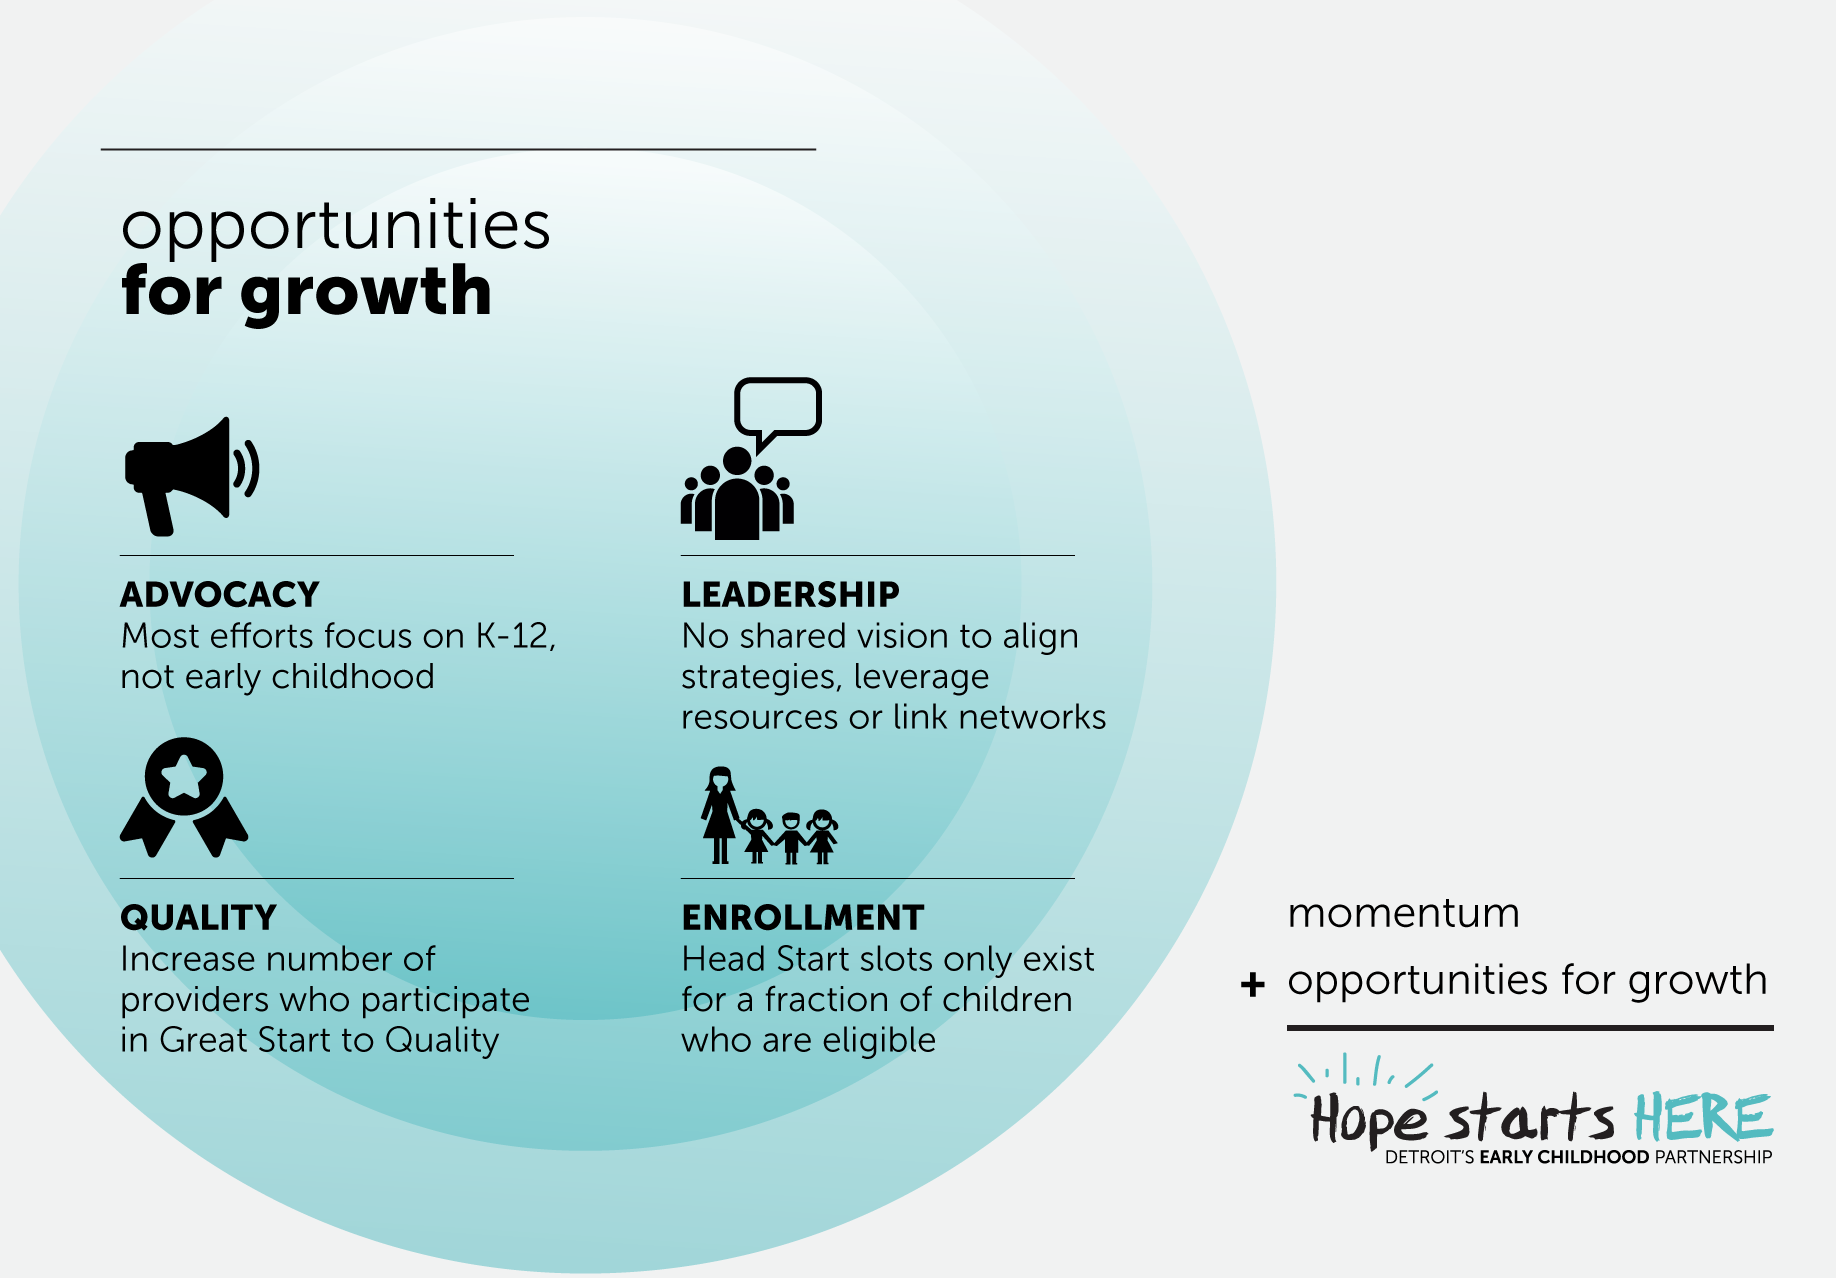 opportunities
for growth
ADVOCACY
Most efforts focus on K-12,
not early childhood
LEADERSHIP
No shared vision to align
strategies, leverage
resources or link networks
QUALITY
Increase number of
providers who participate
in Great Start to Quality
ENROLLMENT
Head Start slots only exist
for a fraction of children
who are eligible
momentum
+ opportunities for growth
Hope starts HERE
DETROIT'S EARLY CHILDHOOD PARTNERSHIP